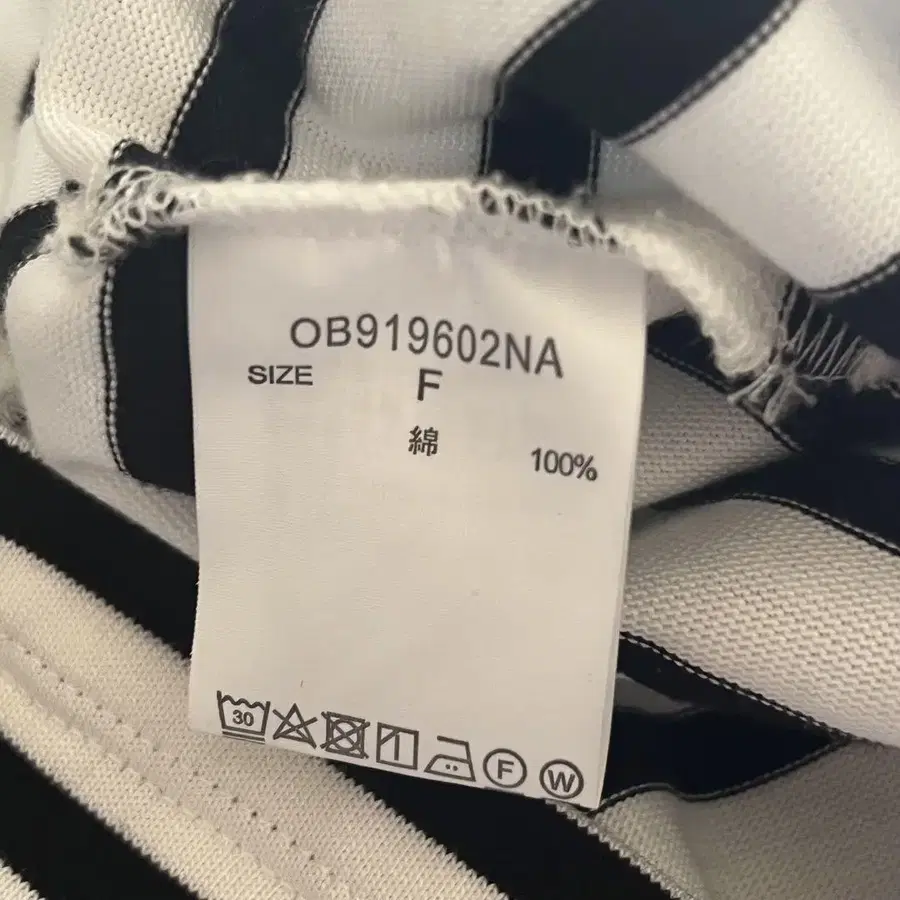 OB919602NA
SIZE F
綿 100%
30 F W